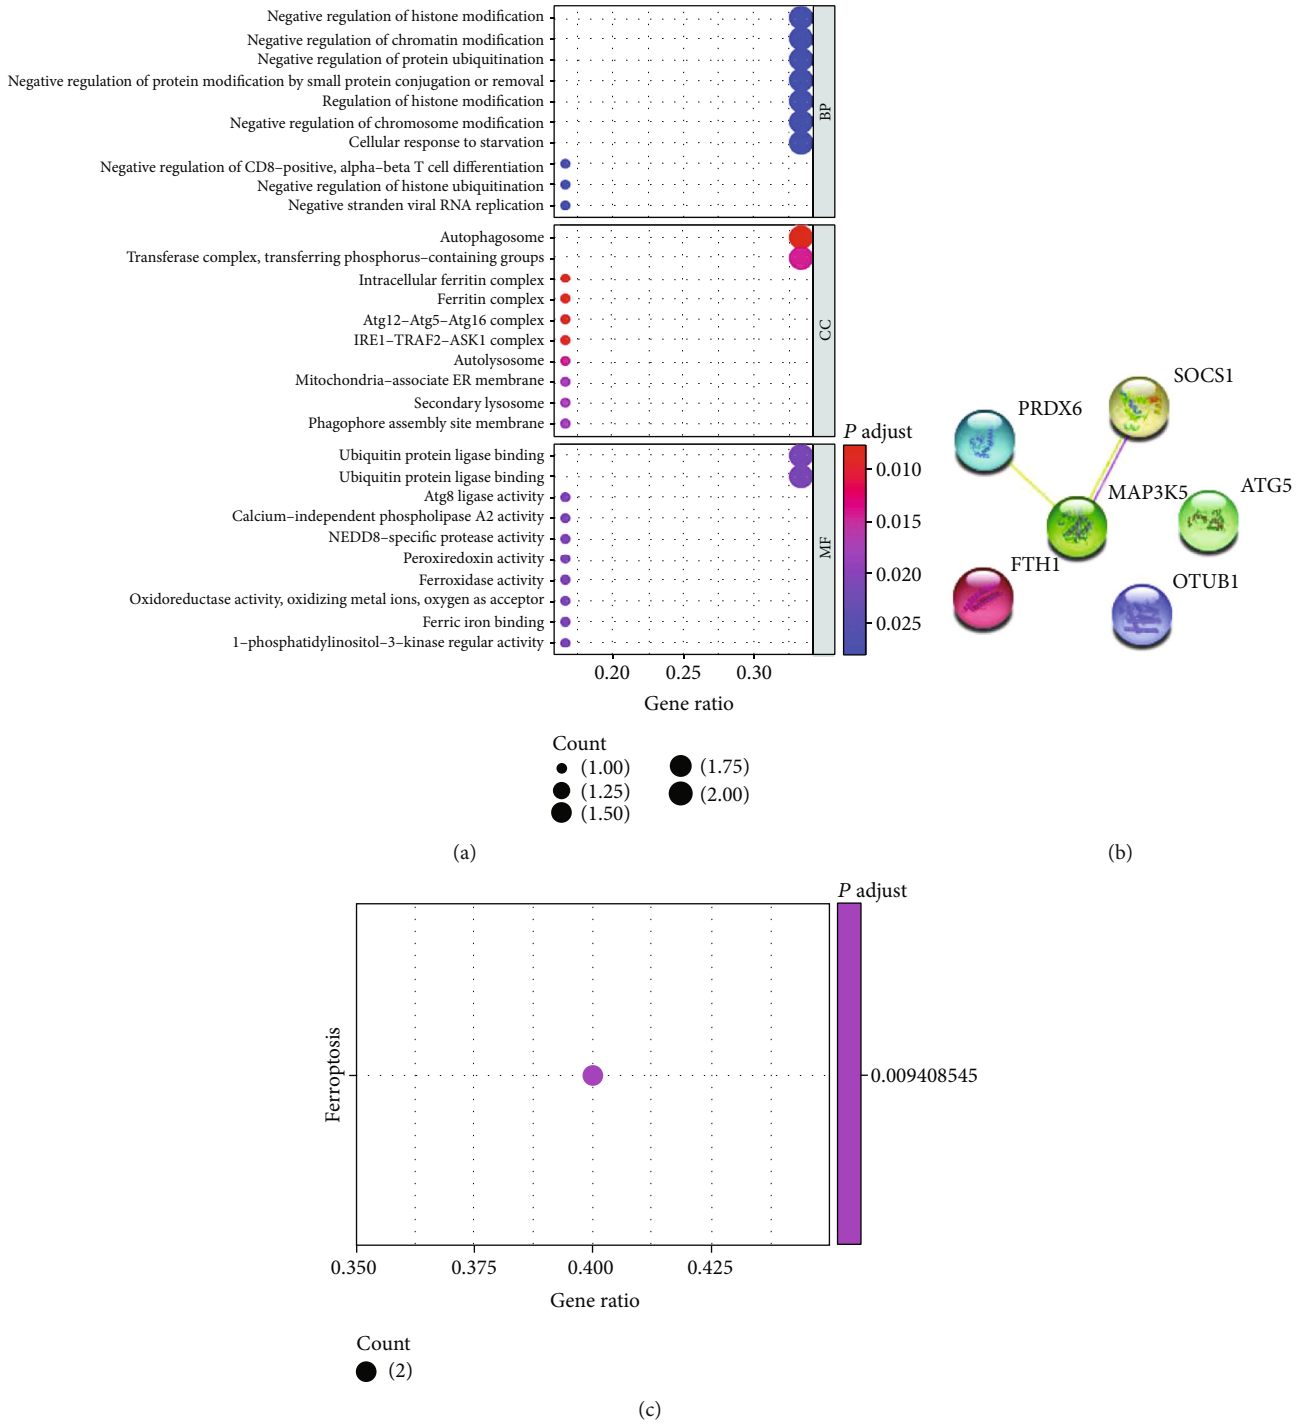 Negative regulation of histone modification
Negative regulation of chromatin modification
Negative regulation of protein ubiquitination
Negative regulation of protein modification by small protein conjugation or removal
Regulation of histone modification
Negative regulation of chromosome modification
Cellular response to starvation
Negative regulation of CD8–positive, alpha–beta T cell differentiation
Negative regulation of histone ubiquitination
Negative stranden viral RNA replication
BP
Autophagosome
Transferase complex, transferring phosphorus–containing groups
Intracellular ferritin complex
Ferritin complex
Atg12–Atg5–Atg16 complex
IRE1–TRAF2–ASK1 complex
Autolysosome
Mitochondria–associate ER membrane
Secondary lysosome
Phagophore assembly site membrane
CC
Ubiquitin protein ligase binding
Ubiquitin protein ligase binding
Atg8 ligase activity
Calcium–independent phospholipase A2 activity
NEDD8–specific protease activity
Peroxiredoxin activity
Ferroxidase activity
Oxidoreductase activity, oxidizing metal ions, oxygen as acceptor
Ferric iron binding
1–phosphatidylinositol–3–kinase regular activity
MF
0.20 0.25 0.30
Gene ratio
P adjust
0.010
0.015
0.020
0.025
Count
(1.00)
(1.25)
(1.50)
(1.75)
(2.00)
(a)
SOCS1
PRDX6
MAP3K5
ATG5
FTH1
OTUB1
(b)
P adjust
0.009408545
Ferroptosis
0.350 0.375 0.400 0.425
Gene ratio
Count
(2)
(c)